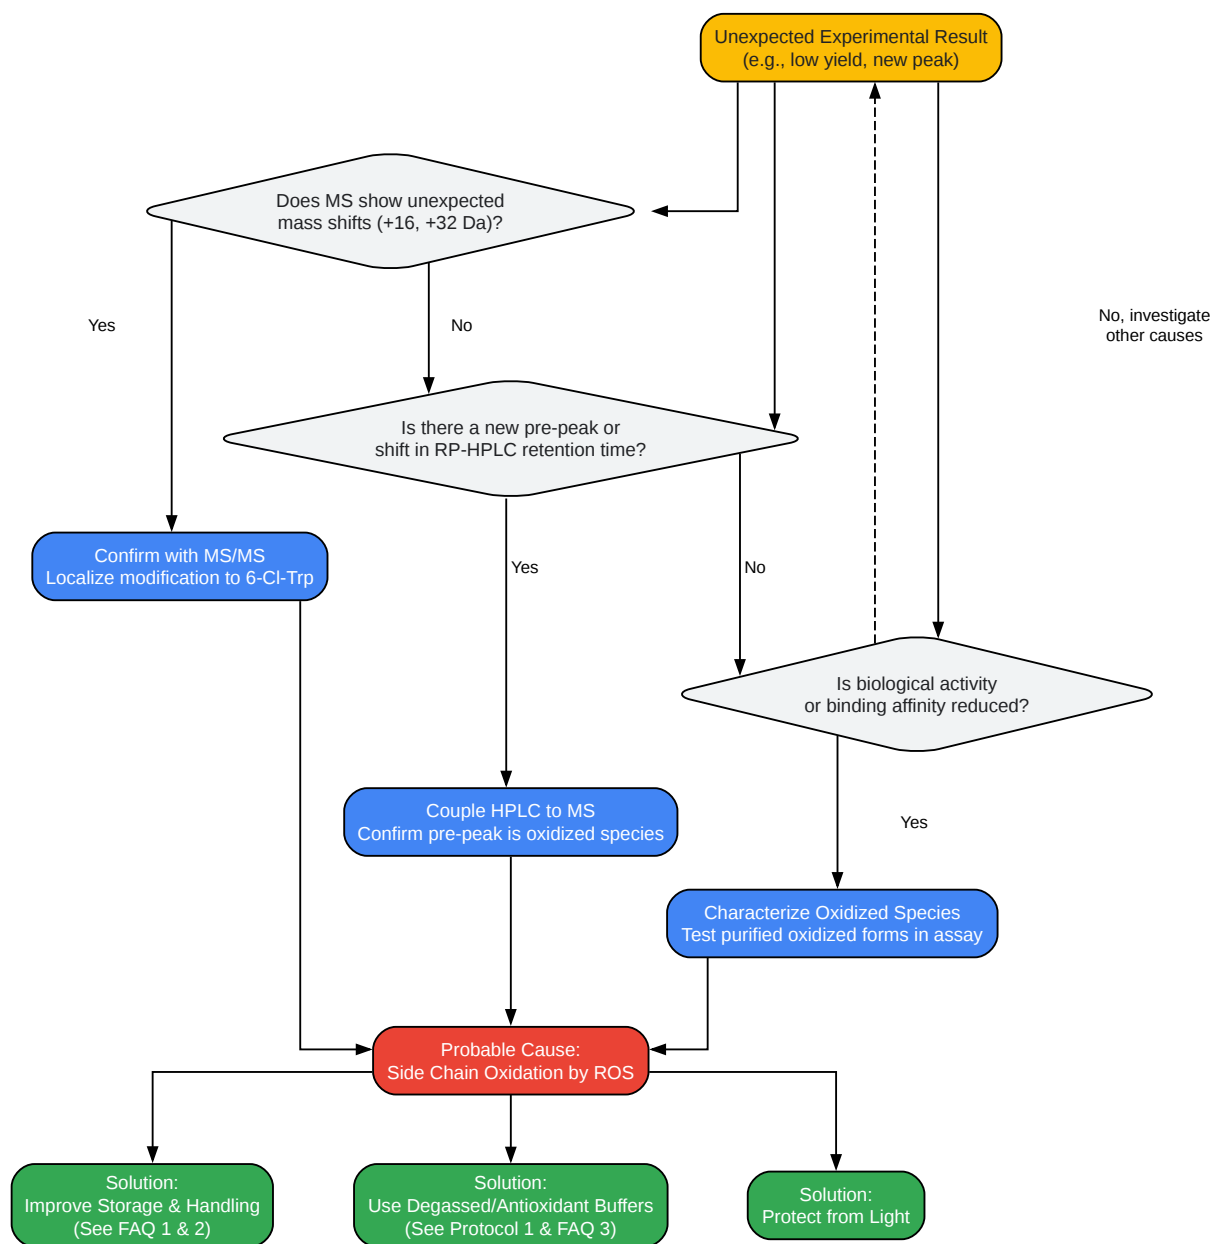 Unexpected Experimental Result
(e.g., low yield, new peak)
Does MS show unexpected
mass shifts (+16, +32 Da)?
Yes
No
No, investigate
other causes
Is there a new pre-peak or
shift in RP-HPLC retention time?
Confirm with MS/MS
Localize modification to 6-Cl-Trp
Yes
No
Is biological activity
or binding affinity reduced?
Couple HPLC to MS
Confirm pre-peak is oxidized species
Yes
Characterize Oxidized Species
Test purified oxidized forms in assay
Probable Cause:
Side Chain Oxidation by ROS
Solution:
Improve Storage & Handling
(See FAQ 1 & 2)
Solution:
Use Degassed/Antioxidant Buffers
(See Protocol 1 & FAQ 3)
Solution:
Protect from Light